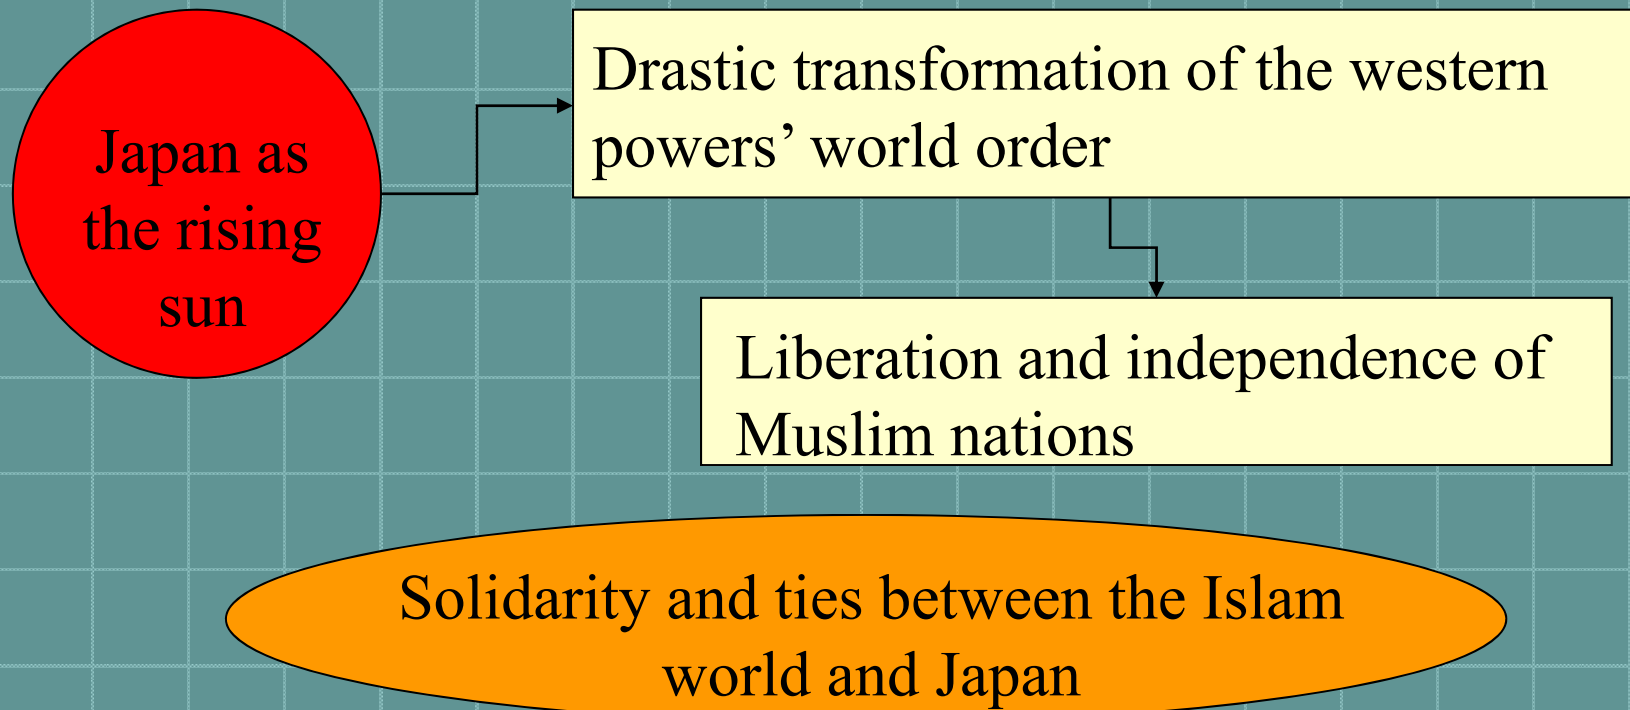 Japan as
the rising
sun
Drastic transformation of the western
powers’ world order
Liberation and independence of
Muslim nations
Solidarity and ties between the Islam
world and Japan